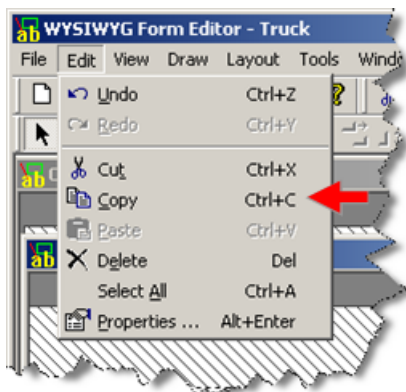 WYSIWYG Form Editor - Truck
File Edit View Draw Layout Tools
Undo Ctrl+Z
Redo Ctrl+Y
Cut Ctrl+X
Copy Ctrl+C
Paste Ctrl+V
Delete Del
Select All Ctrl+A
Properties ... Alt+Enter